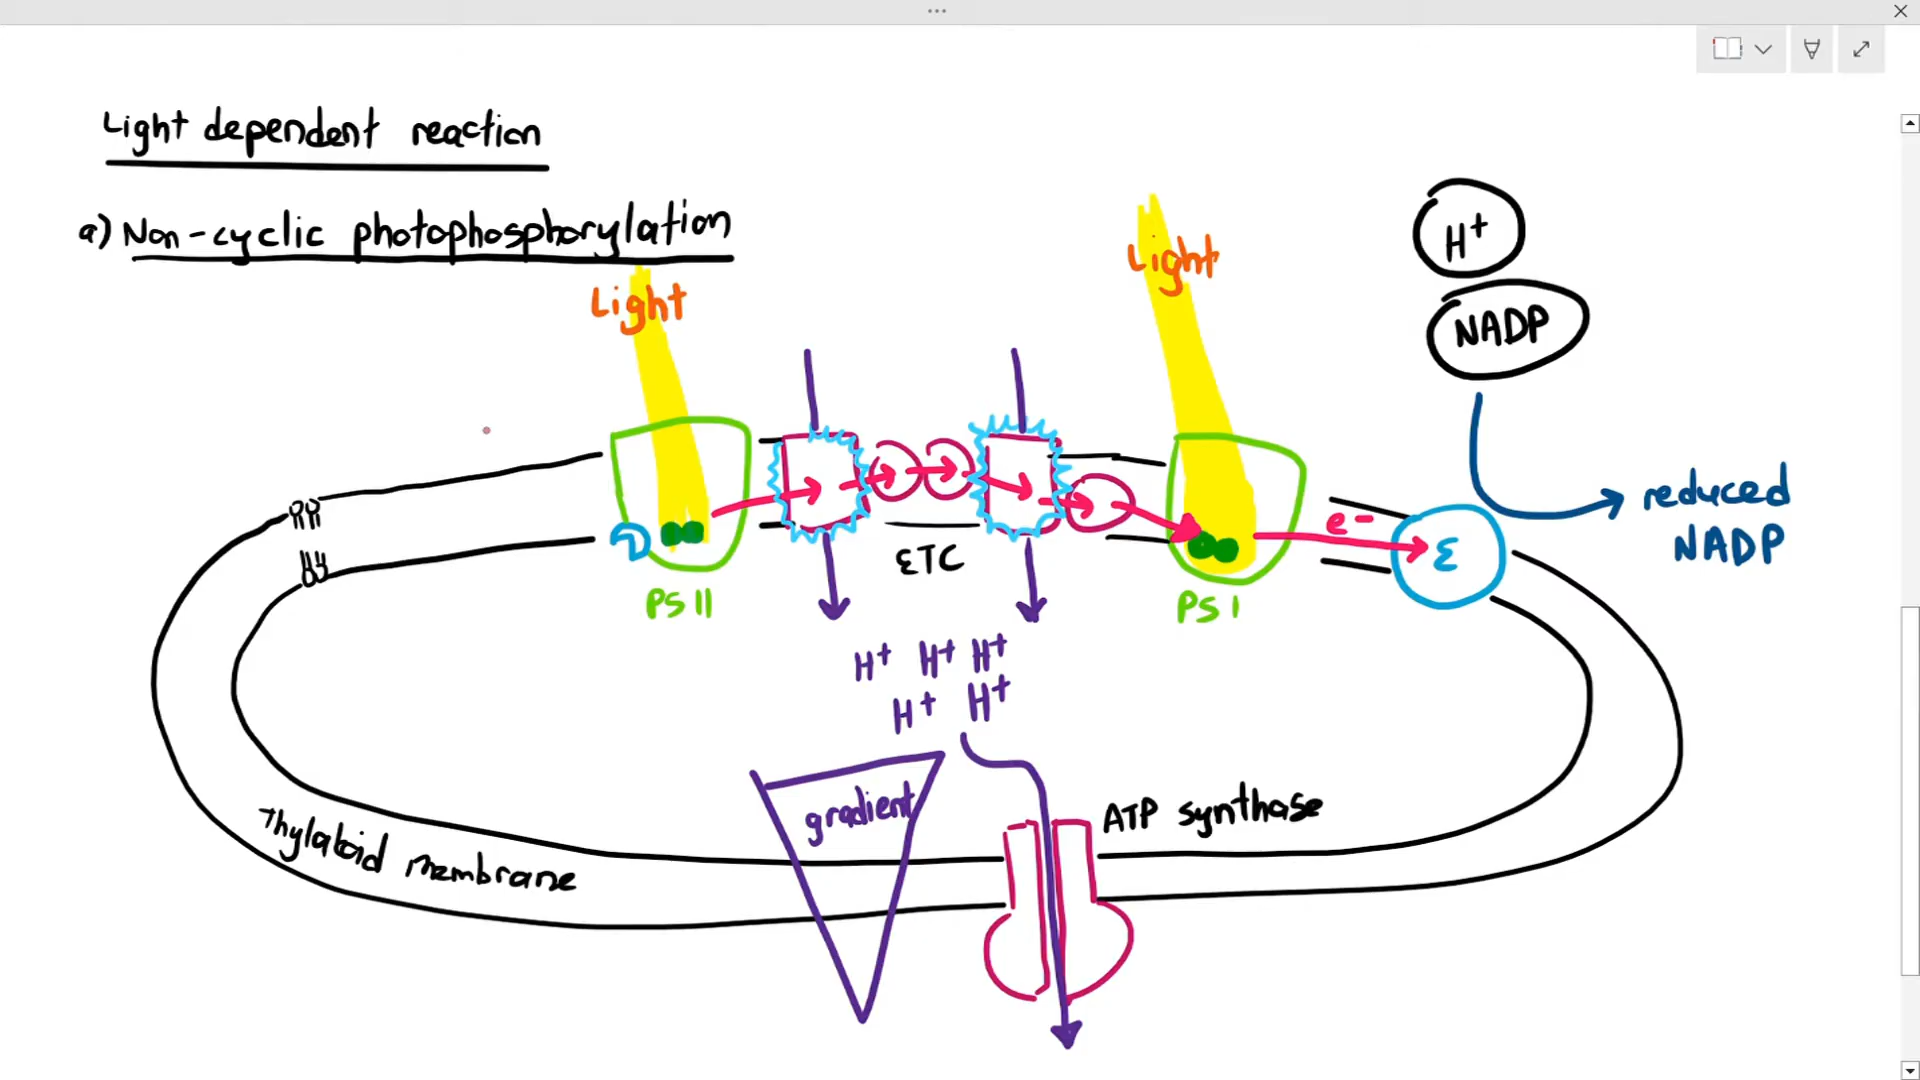 Light dependent reaction
a) Non-cyclic photophosphorylation
Light
Light
H+
NADP
reduced
NADP
e-
ε
ETC
PS II
PS I
H+ H+ H+
H+ H+
gradient
ATP synthase
Thylakoid membrane